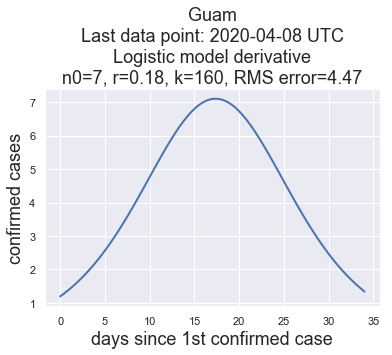 Guam
Last data point: 2020-04-08 UTC
Logistic model derivative
n0=7, r=0.18, k=160, RMS error=4.47
confirmed cases
7
6
5
4
3
2
1
0 5 10 15 20 25 30 35
days since 1st confirmed case